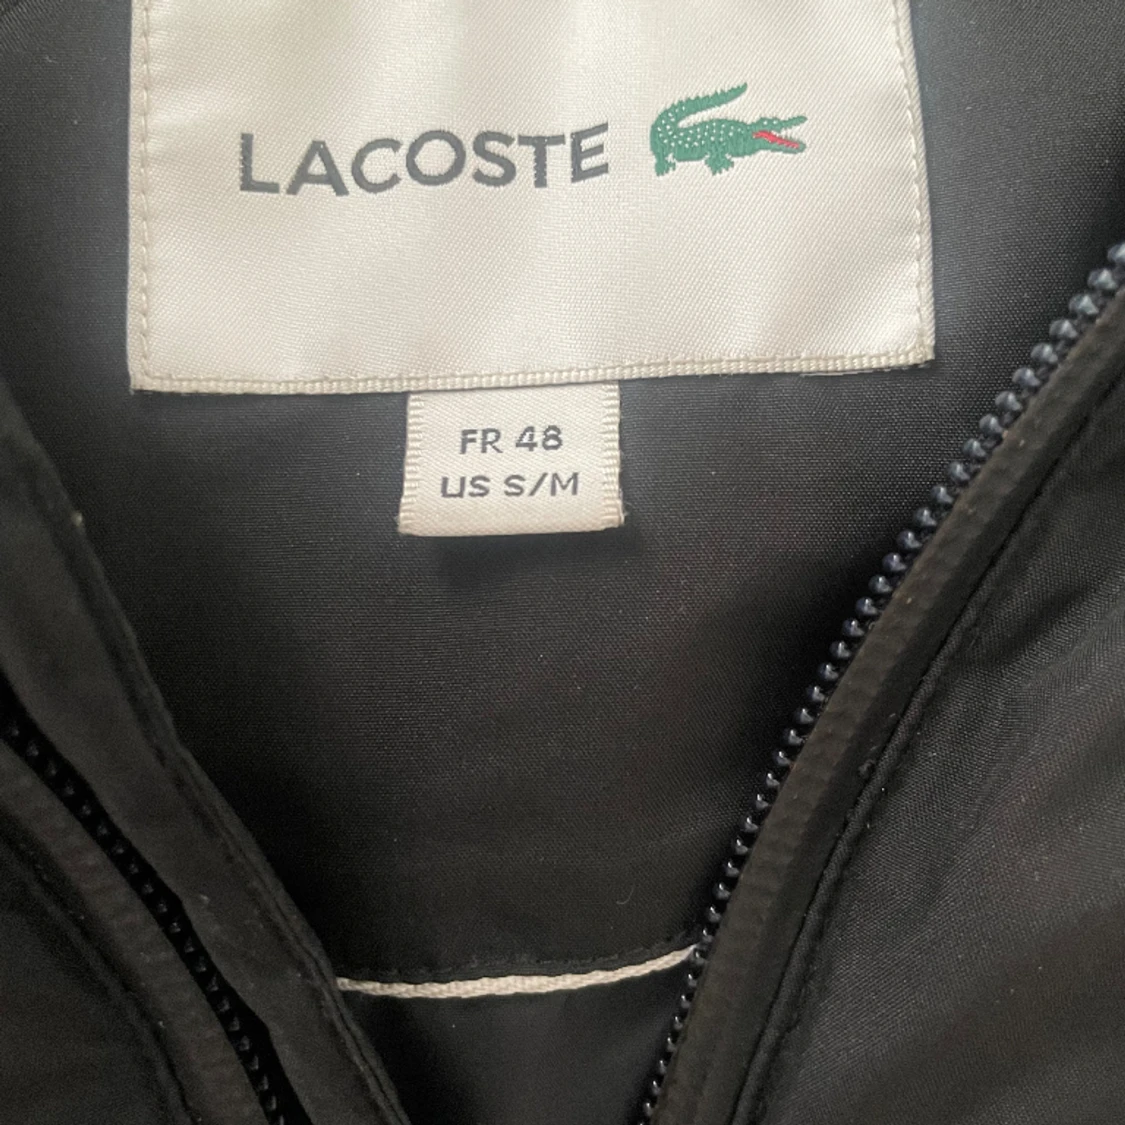 LACOSTE
FR 48
US S/M